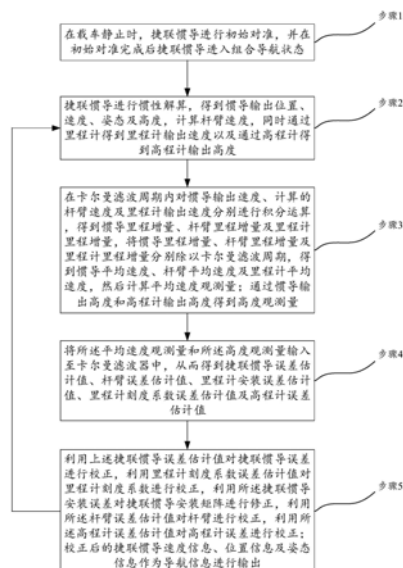 在载车静止时，捷联惯导进行初始对准，并在
初始对准完成后捷联惯导进入组合导航状态
步骤1
捷联惯导进行惯性解算，得到惯导输出位置、
速度、姿态及高度，计算杆臂速度，同时通过
里程计得到里程计输出速度以及通过高程计得
到高程计输出高度
步骤2
在卡尔曼滤波周期内对惯导输出速度、计算的
杆臂速度及里程计输出速度分别进行积分运算
，得到惯导里程增量、杆臂里程增量及里程计
里程增量，将惯导里程增量、杆臂里程增量及
里程计里程增量分别除以卡尔曼滤波周期，得
到惯导平均速度、杆臂平均速度及里程计平均
速度，然后计算平均速度观测量；通过惯导输
出高度和高程计输出高度得到高度观测量
步骤3
将所述平均速度观测量和所述高度观测量输入
至卡尔曼滤波器中，从而得到捷联惯导误差估
计值、杆臂误差估计值、里程计安装误差估计
值、里程计刻度系数误差估计值及高程计误差
估计值
步骤4
利用上述捷联惯导误差估计值对捷联惯导误差
进行校正，利用里程计刻度系数误差估计值对
里程计刻度系数进行校正，利用所述捷联惯导
安装误差对捷联惯导安装矩阵进行修正，利用
所述杆臂误差估计值对杆臂进行校正，利用所
述高程计误差估计值对高程计误差进行校正；
校正后的捷联惯导速度信息、位置信息及姿态
信息作为导航信息进行输出
步骤5